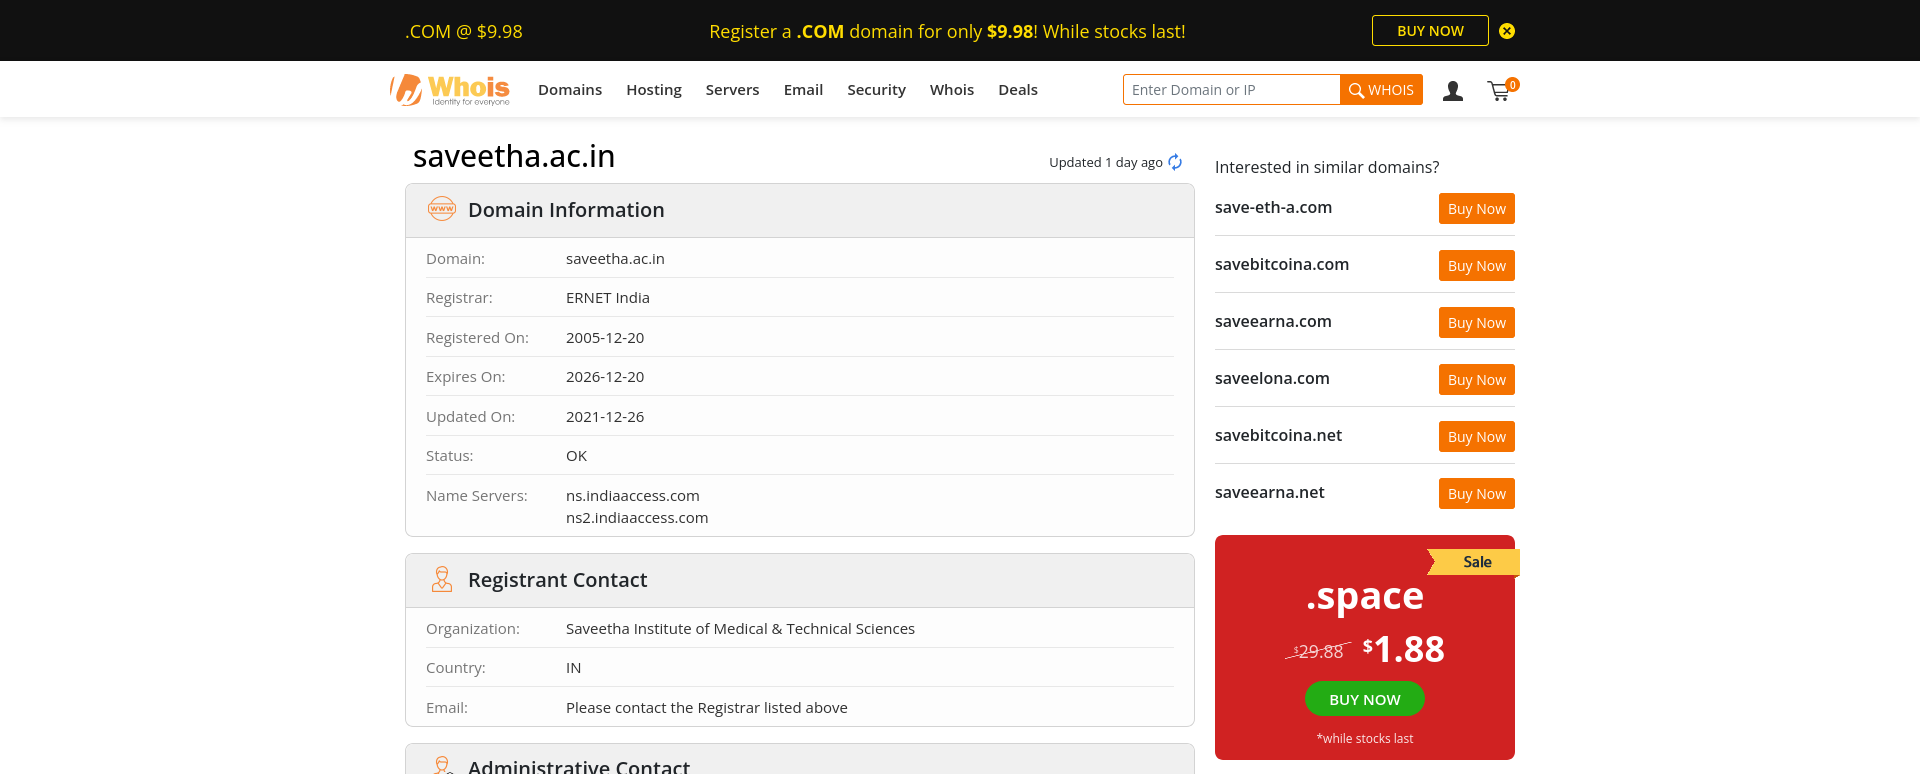 .COM @ $9.98
Register a .COM domain for only $9.98! While stocks last!
BUY NOW
Whois
Identity for everyone
Domains
Hosting
Servers
Email
Security
Whois
Deals
Enter Domain or IP
WHOIS
0
saveetha.ac.in
Updated 1 day ago
Domain Information
Domain: saveetha.ac.in
Registrar: ERNET India
Registered On: 2005-12-20
Expires On: 2026-12-20
Updated On: 2021-12-26
Status: OK
Name Servers: ns.indiaaccess.com
ns2.indiaaccess.com
Registrant Contact
Organization: Saveetha Institute of Medical & Technical Sciences
Country: IN
Email: Please contact the Registrar listed above
Administrative Contact
Interested in similar domains?
save-eth-a.com Buy Now
savebitcoina.com Buy Now
saveearna.com Buy Now
saveelona.com Buy Now
savebitcoina.net Buy Now
saveearna.net Buy Now
Sale
.space
$29.88 $1.88
BUY NOW
*while stocks last